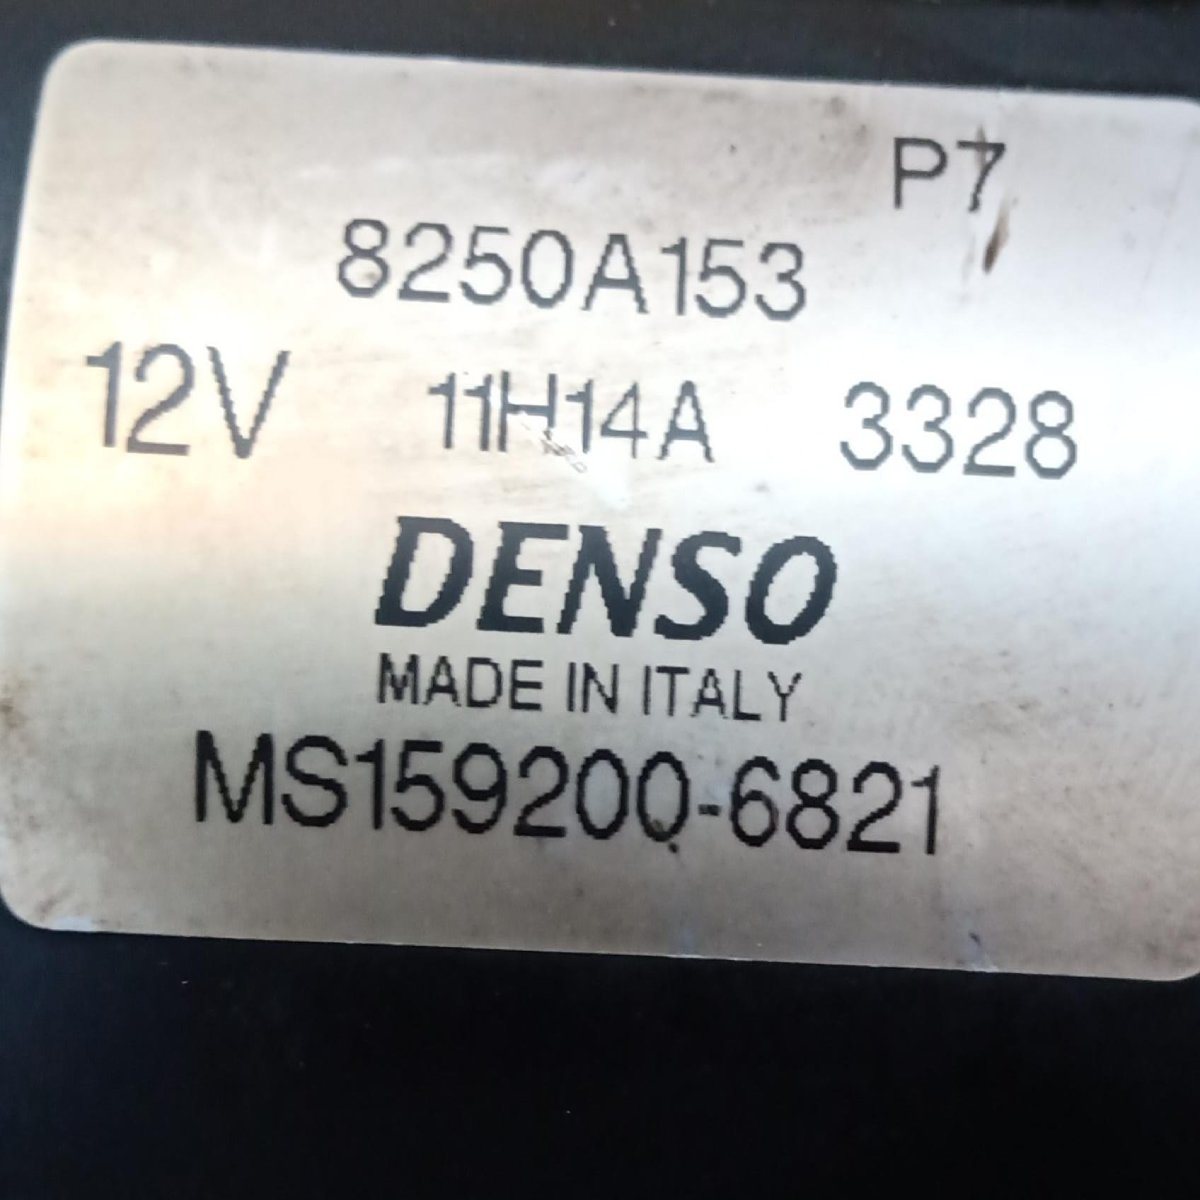 P7
8250A153
12V 11H14A 3328
DENSO
MADE IN ITALY
MS159200-6821